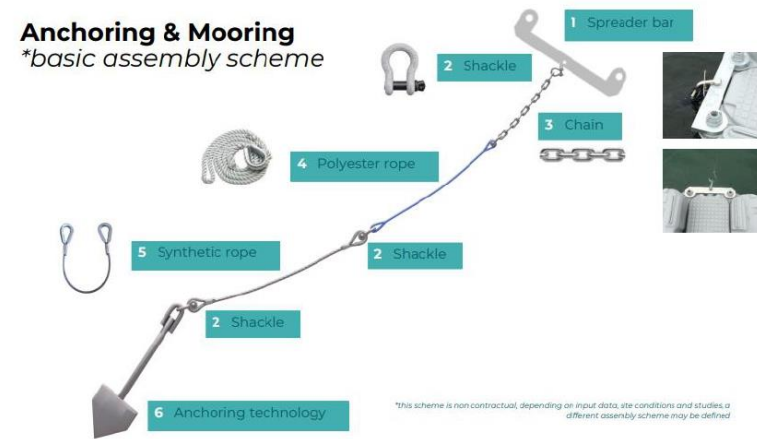 Anchoring & Mooring
*basic assembly scheme
1 Spreader bar
2 Shackle
3 Chain
4 Polyester rope
2 Shackle
5 Synthetic rope
2 Shackle
6 Anchoring technology
*this scheme is non contractual, depending on input data, site conditions and studies, a
different assembly scheme may be defined